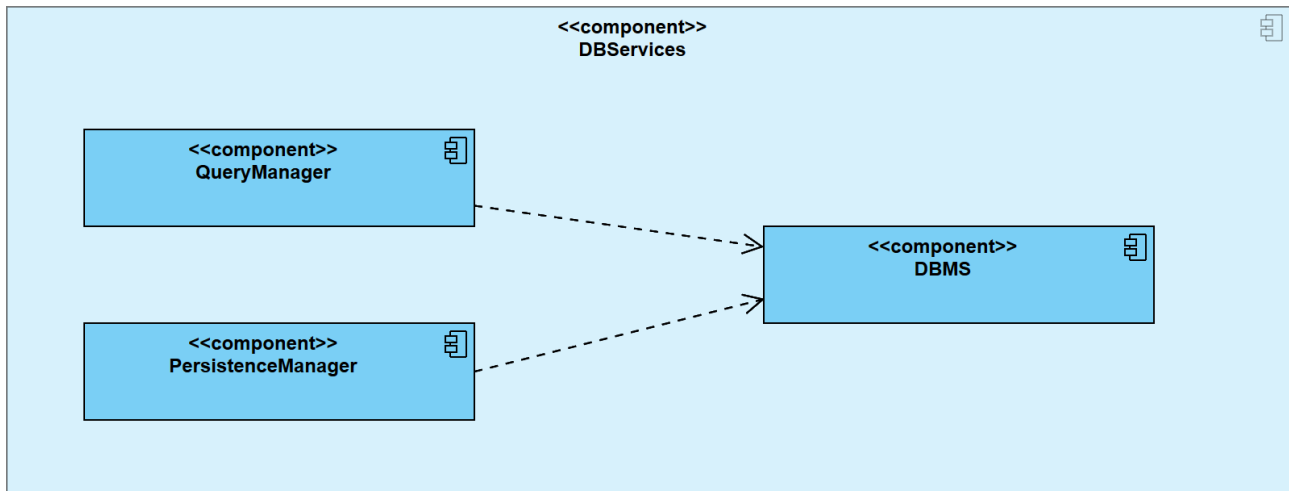 <<component>>
DBServices
<<component>>
QueryManager
<<component>>
DBMS
<<component>>
PersistenceManager